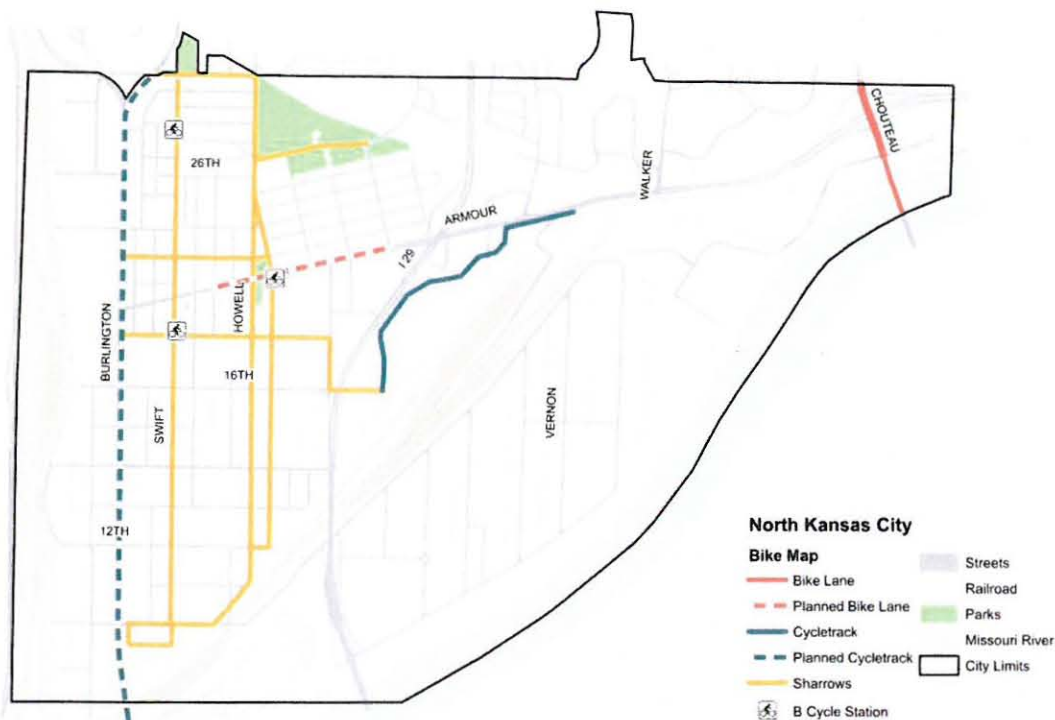 CHOUTEAU
26TH
WALKER
ARMOUR
I 29
HOWELL
BURLINGTON
16TH
SWIFT
VERNON
12TH
North Kansas City
Bike Map
Bike Lane
Planned Bike Lane
Cycletrack
Planned Cycletrack
Sharrows
B Cycle Station
Streets
Railroad
Parks
Missouri River
City Limits